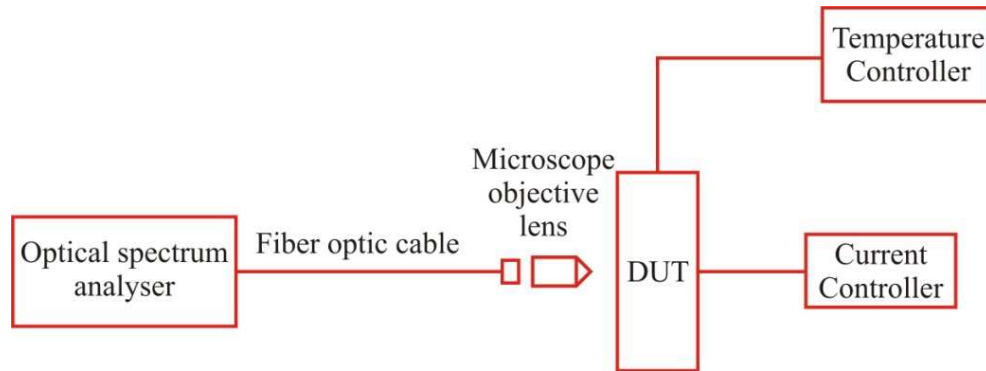 Temperature
Controller
Microscope
objective
lens
Optical spectrum
analyser
Fiber optic cable
DUT
Current
Controller